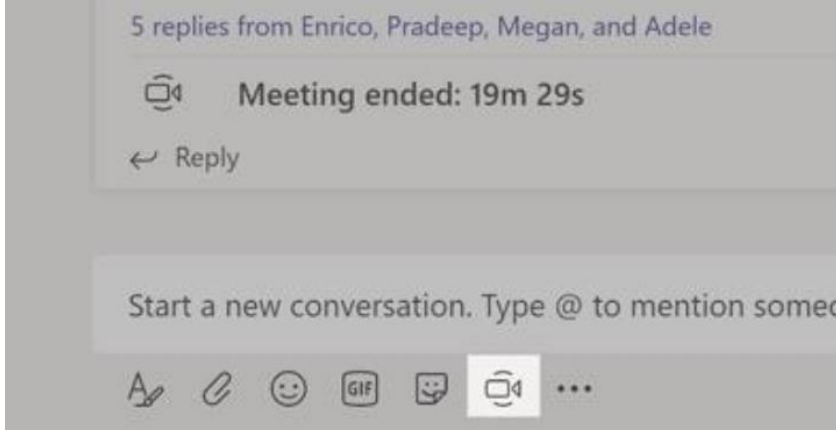 5 replies from Enrico, Pradeep, Megan, and Adele
Meeting ended: 19m 29s
Reply
Start a new conversation. Type @ to mention
GIF